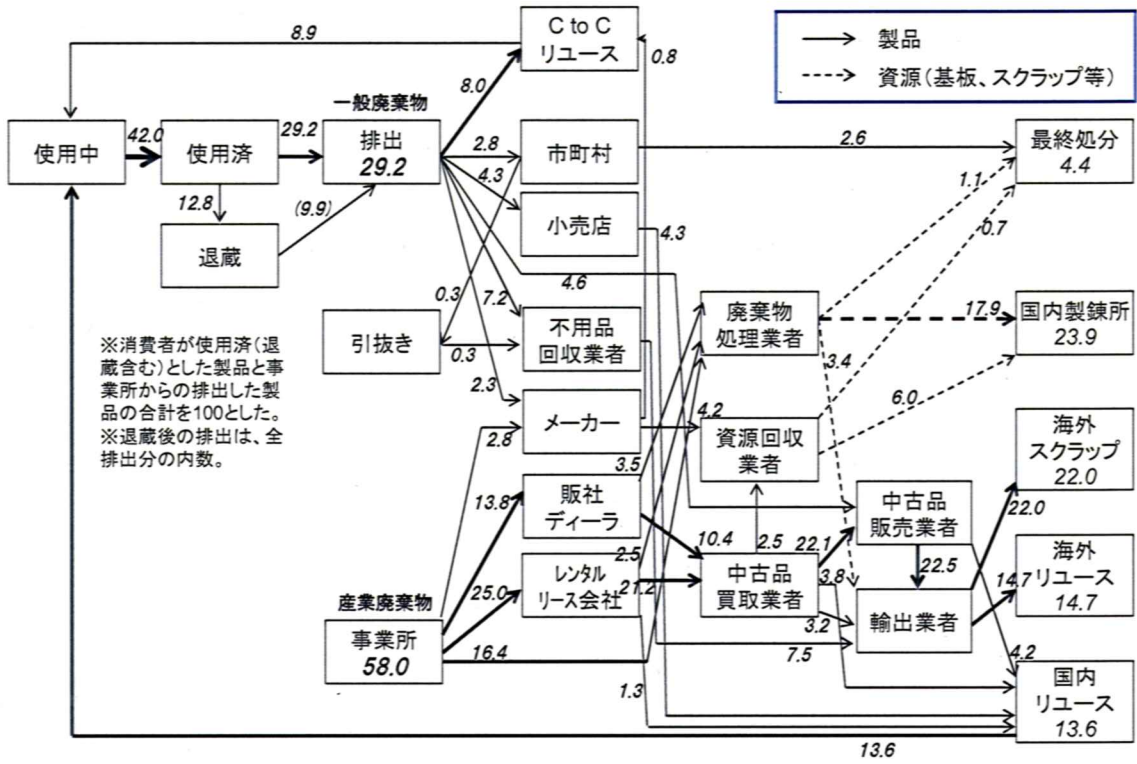 8.9
C to C
リユース
0.8
製品
資源（基板、スクラップ等）
8.0
一般廃棄物
使用中
42.0
使用済
29.2
排出
29.2
2.8
市町村
2.6
最終処分
4.4
12.8
(9.9)
4.3
1.1
退蔵
小売店
4.3
0.7
4.6
0.3
7.2
廃棄物
処理業者
17.9
国内製錬所
23.9
引抜き
0.3
不用品
回収業者
3.4
※消費者が使用済（退
蔵含む）とした製品と事
業所からの排出した製
品の合計を100とした。
※退蔵後の排出は、全
排出分の内数。
2.3
6.0
メーカー
4.2
資源回収
業者
海外
スクラップ
22.0
2.8
3.5
13.8
販社
ディーラ
中古品
販売業者
22.0
10.4
2.5
22.1
2.5
22.5
海外
リユース
14.7
25.0
レンタル
リース会社
21.2
中古品
買取業者
3.8
輸出業者
14.7
産業廃棄物
事業所
58.0
16.4
3.2
7.5
4.2
国内
リユース
13.6
1.3
13.6